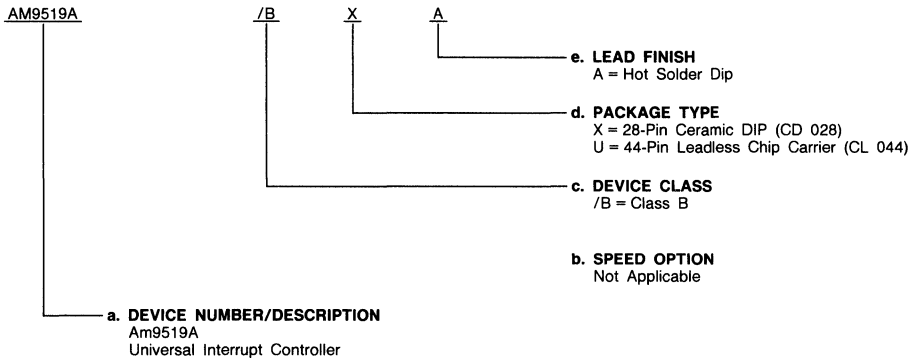 AM9519A /B X A
e. LEAD FINISH
A = Hot Solder Dip
d. PACKAGE TYPE
X = 28-Pin Ceramic DIP (CD 028)
U = 44-Pin Leadless Chip Carrier (CL 044)
c. DEVICE CLASS
/B = Class B
b. SPEED OPTION
Not Applicable
a. DEVICE NUMBER/DESCRIPTION
Am9519A
Universal Interrupt Controller